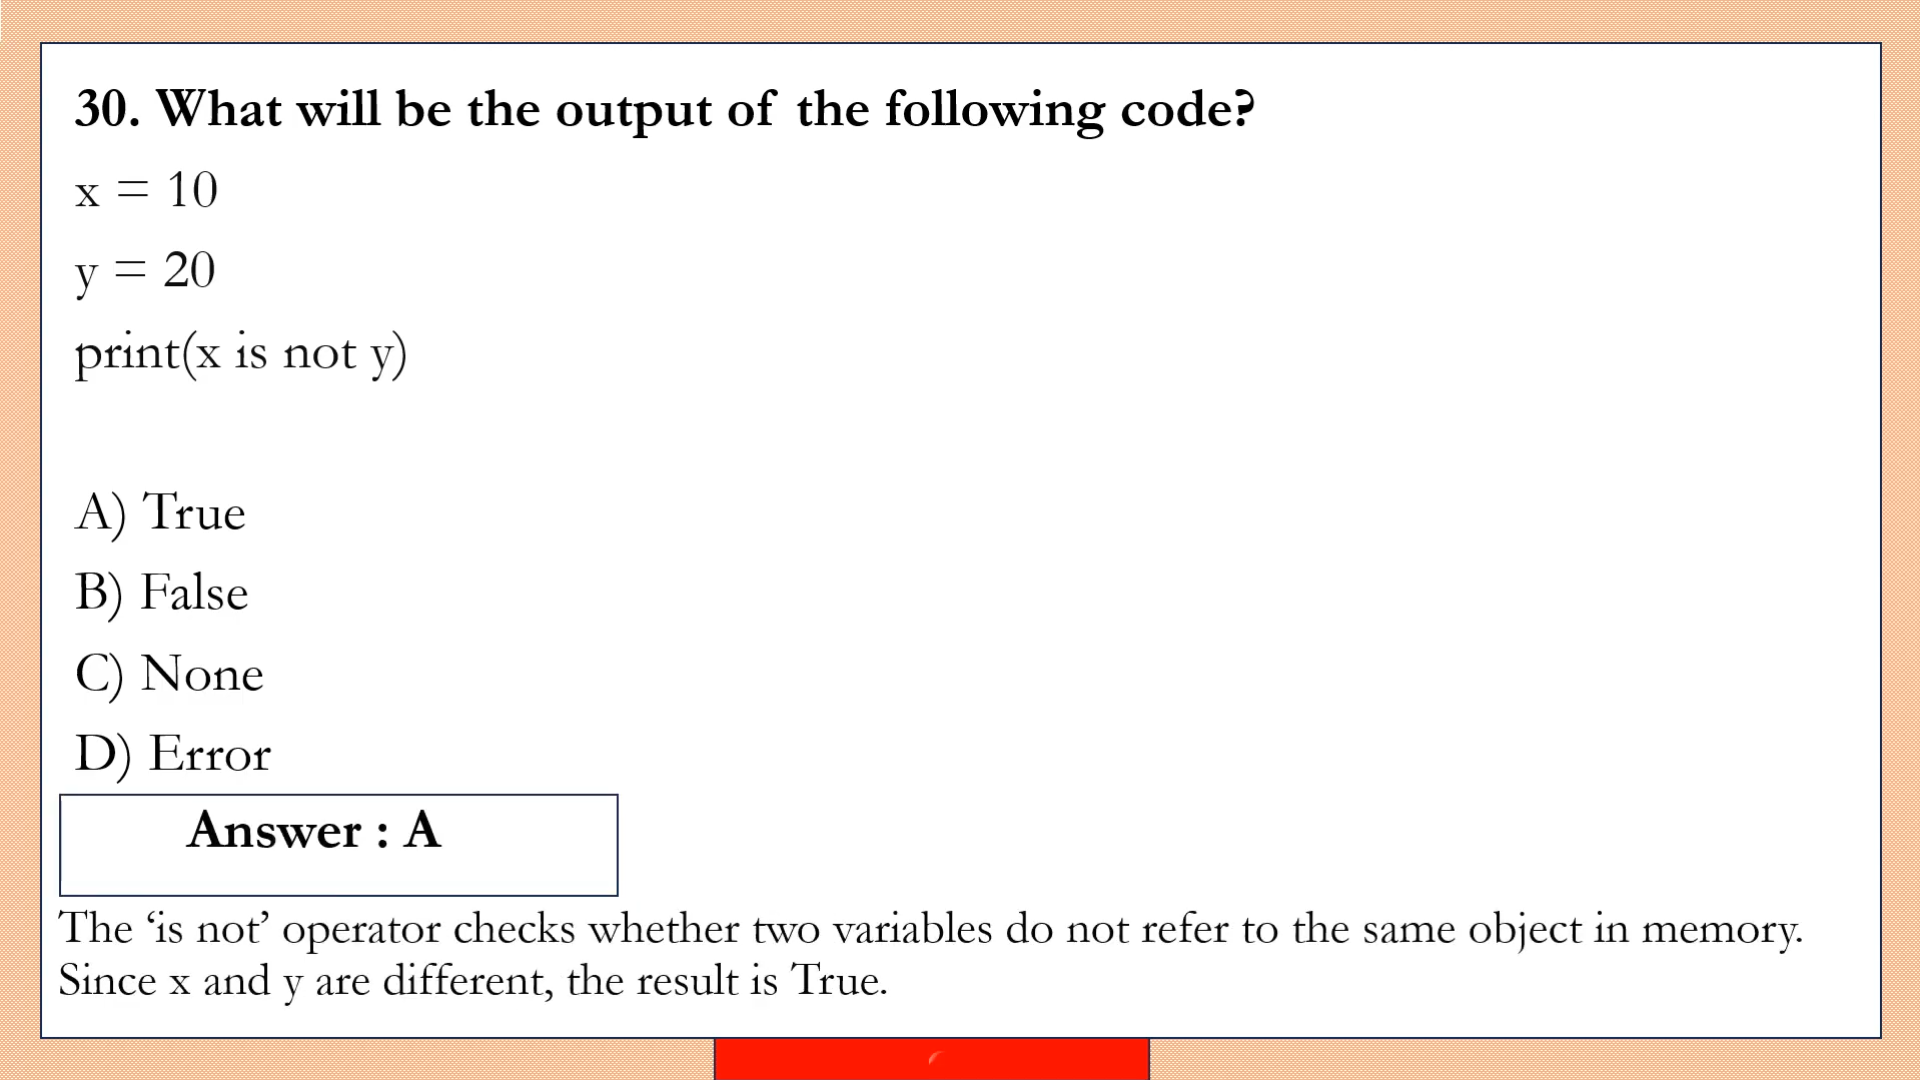 30. What will be the output of the following code?
x = 10
y = 20
print(x is not y)
A) True
B) False
C) None
D) Error
Answer : A
The ‘is not’ operator checks whether two variables do not refer to the same object in memory.
Since x and y are different, the result is True.